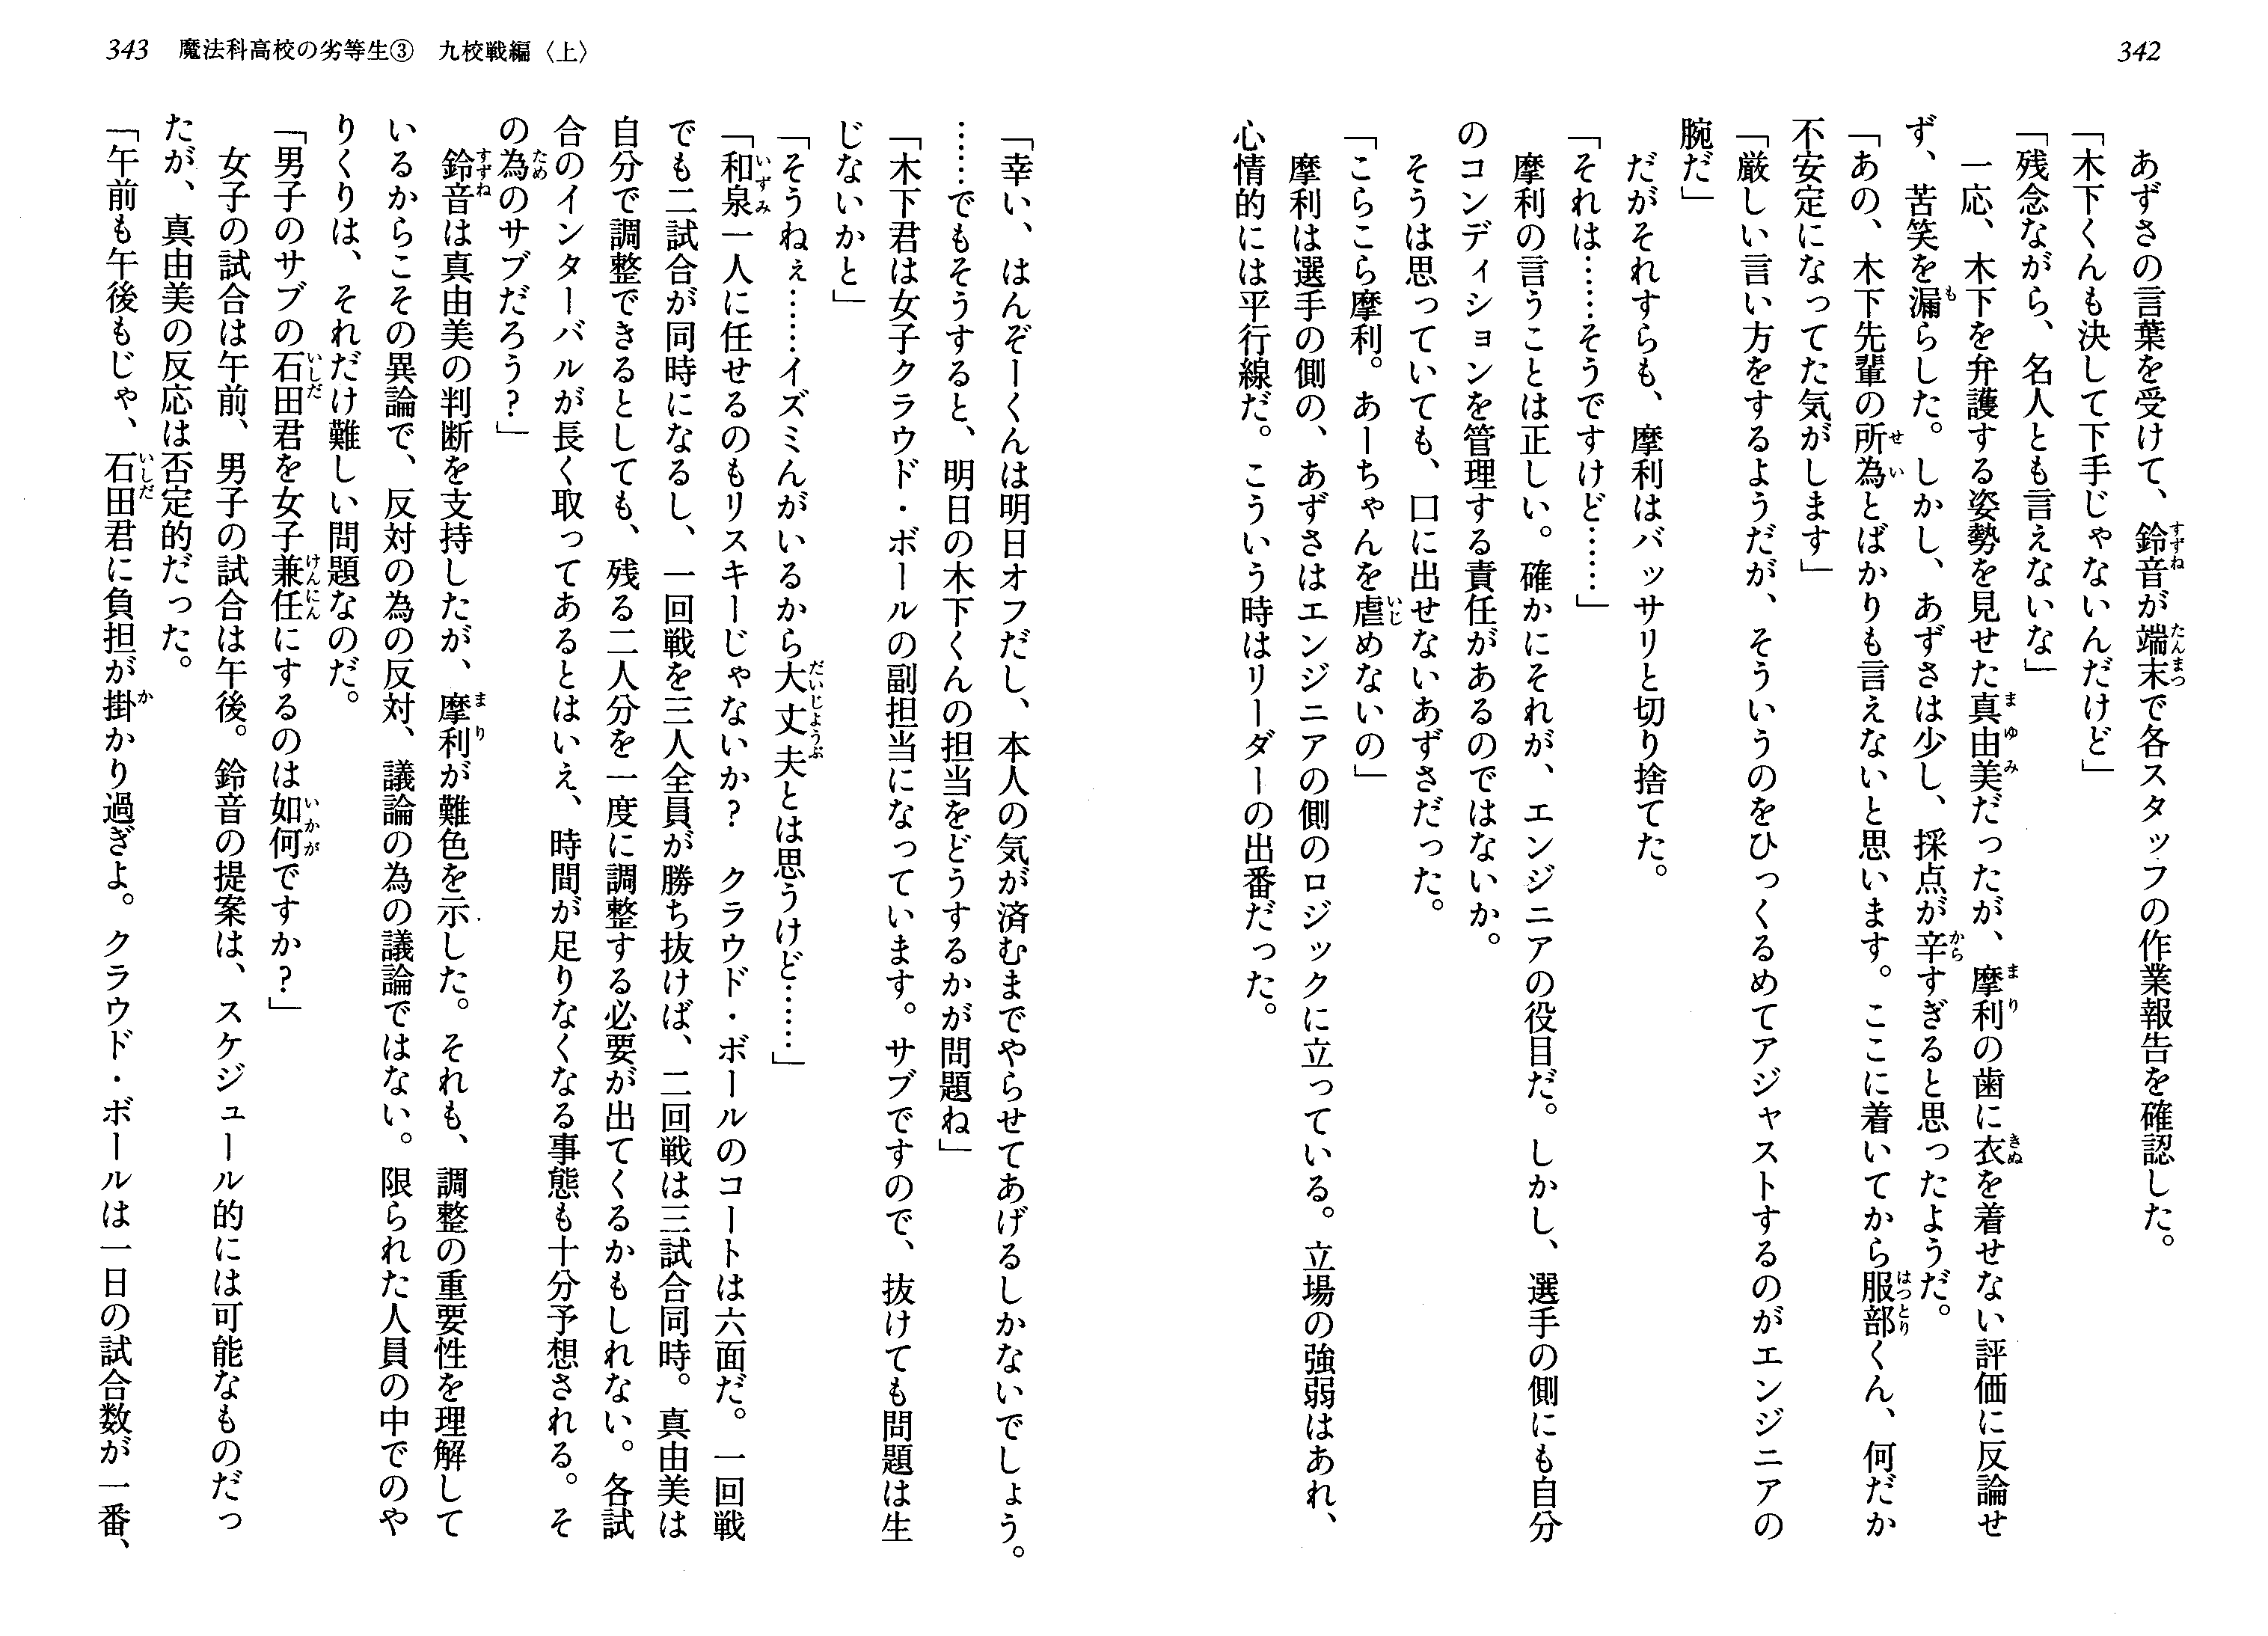 342
あずさの言葉を受けて、鈴音が端末で各スタッフの作業報告を確認した。
「木下くんも決して下手じゃないんだけど」
「残念ながら、名人とも言えないな」
一応、木下を弁護する姿勢を見せた真由美だったが、摩利の歯に衣を着せない評価に反論せ
ず、苦笑を漏らした。しかし、あずさは少し、採点が辛すぎると思ったようだ。
「あの、木下先輩の所為とばかりも言えないと思います。ここに着いてから服部くん、何だか
不安定になってた気がします」
「厳しい言い方をするようだが、そういうのをひっくるめてアジャストするのがエンジニアの
腕だ」
だがそれすらも、摩利はバッサリと切り捨てた。
「それは……そうですけど……」
摩利の言うことは正しい。確かにそれが、エンジニアの役目だ。しかし、選手の側にも自分
のコンディションを管理する責任があるのではないか。
そうは思っていても、口に出せないあずさだった。
「こらこら摩利。あーちゃんを虐めないの」
摩利は選手の側の、あずさはエンジニアの側のロジックに立っている。立場の強弱はあれ、
心情的には平行線だ。こういう時はリーダーの出番だった。
343 魔法科高校の劣等生③ 九校戦編〈上〉
「幸い、はんぞーくんは明日オフだし、本人の気が済むまでやらせてあげるしかないでしょう。
……でもそうすると、明日の木下くんの担当をどうするかが問題ね」
「木下君は女子クラウド・ボールの副担当になっています。サブですので、抜けても問題は生
じないかと」
「そうねぇ……イズミんがいるから大丈夫とは思うけど……」
「和泉一人に任せるのもリスキーじゃないか? クラウド・ボールのコートは六面だ。一回戦
でも二試合が同時になるし、一回戦を三人全員が勝ち抜けば、二回戦は三試合同時。真由美は
自分で調整できるとしても、残る二人分を一度に調整する必要が出てくるかもしれない。各試
合のインターバルが長く取ってあるとはいえ、時間が足りなくなる事態も十分予想される。そ
の為のサブだろう?」
鈴音は真由美の判断を支持したが、摩利が難色を示した。それも、調整の重要性を理解して
いるからこその異論で、反対の為の反対、議論の為の議論ではない。限られた人員の中でのや
りくりは、それだけ難しい問題なのだ。
「男子のサブの石田君を女子兼任にするのは如何ですか?」
女子の試合は午前、男子の試合は午後。鈴音の提案は、スケジュール的には可能なものだっ
たが、真由美の反応は否定的だった。
「午前も午後もじゃ、石田君に負担が掛かり過ぎよ。クラウド・ボールは一日の試合数が一番、